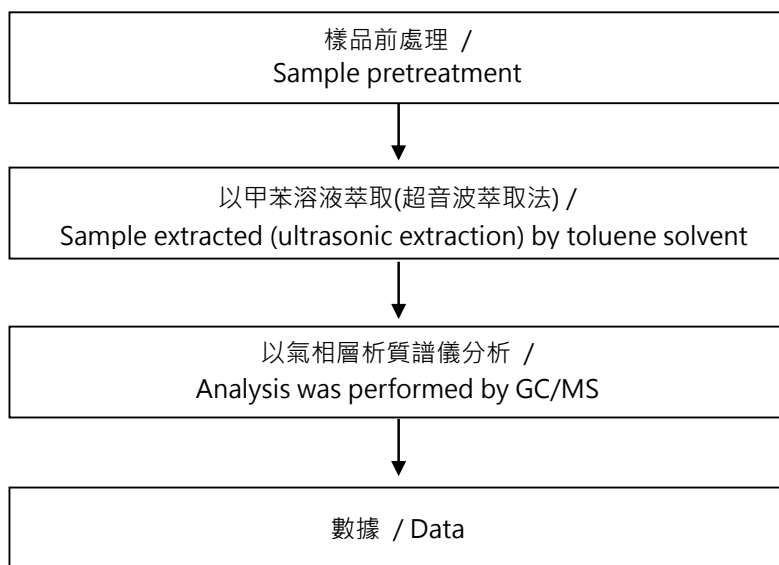 樣品前處理 /
Sample pretreatment
以甲苯溶液萃取(超音波萃取法) /
Sample extracted (ultrasonic extraction) by toluene solvent
以氣相層析質譜儀分析 /
Analysis was performed by GC/MS
數據 / Data